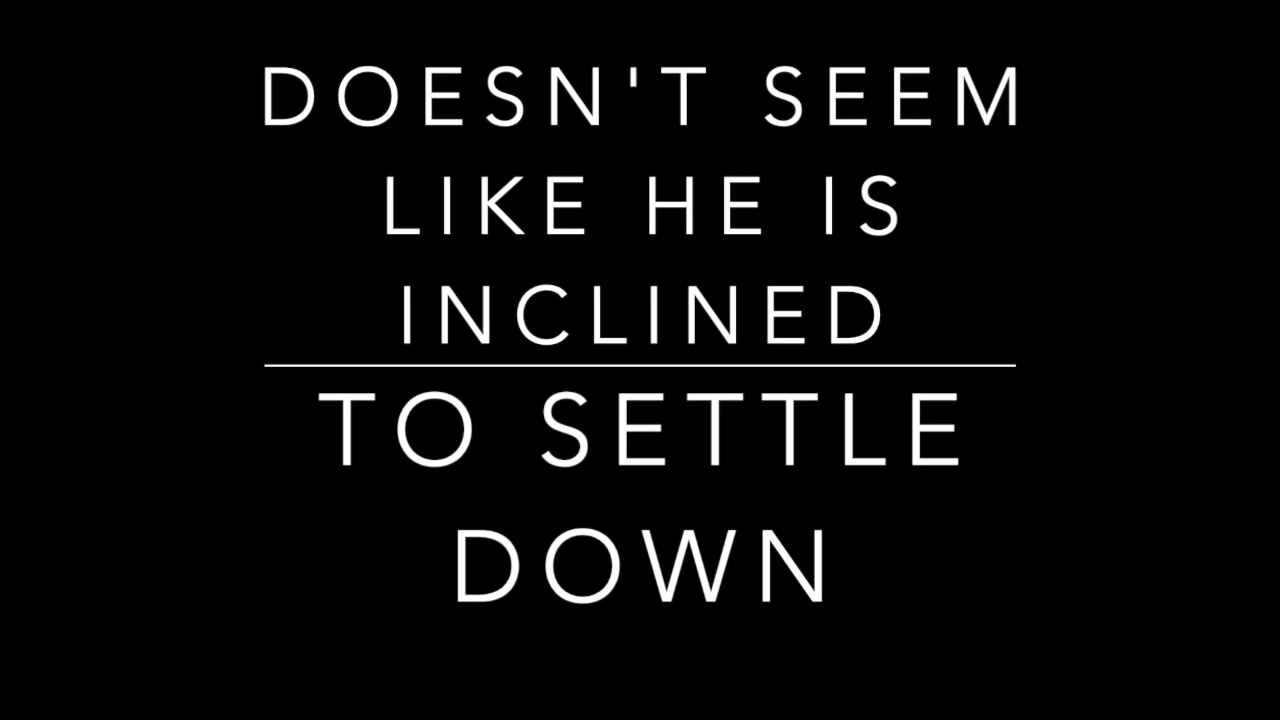 DOESN'T SEEM
LIKE HE IS
INCLINED
TO SETTLE
DOWN